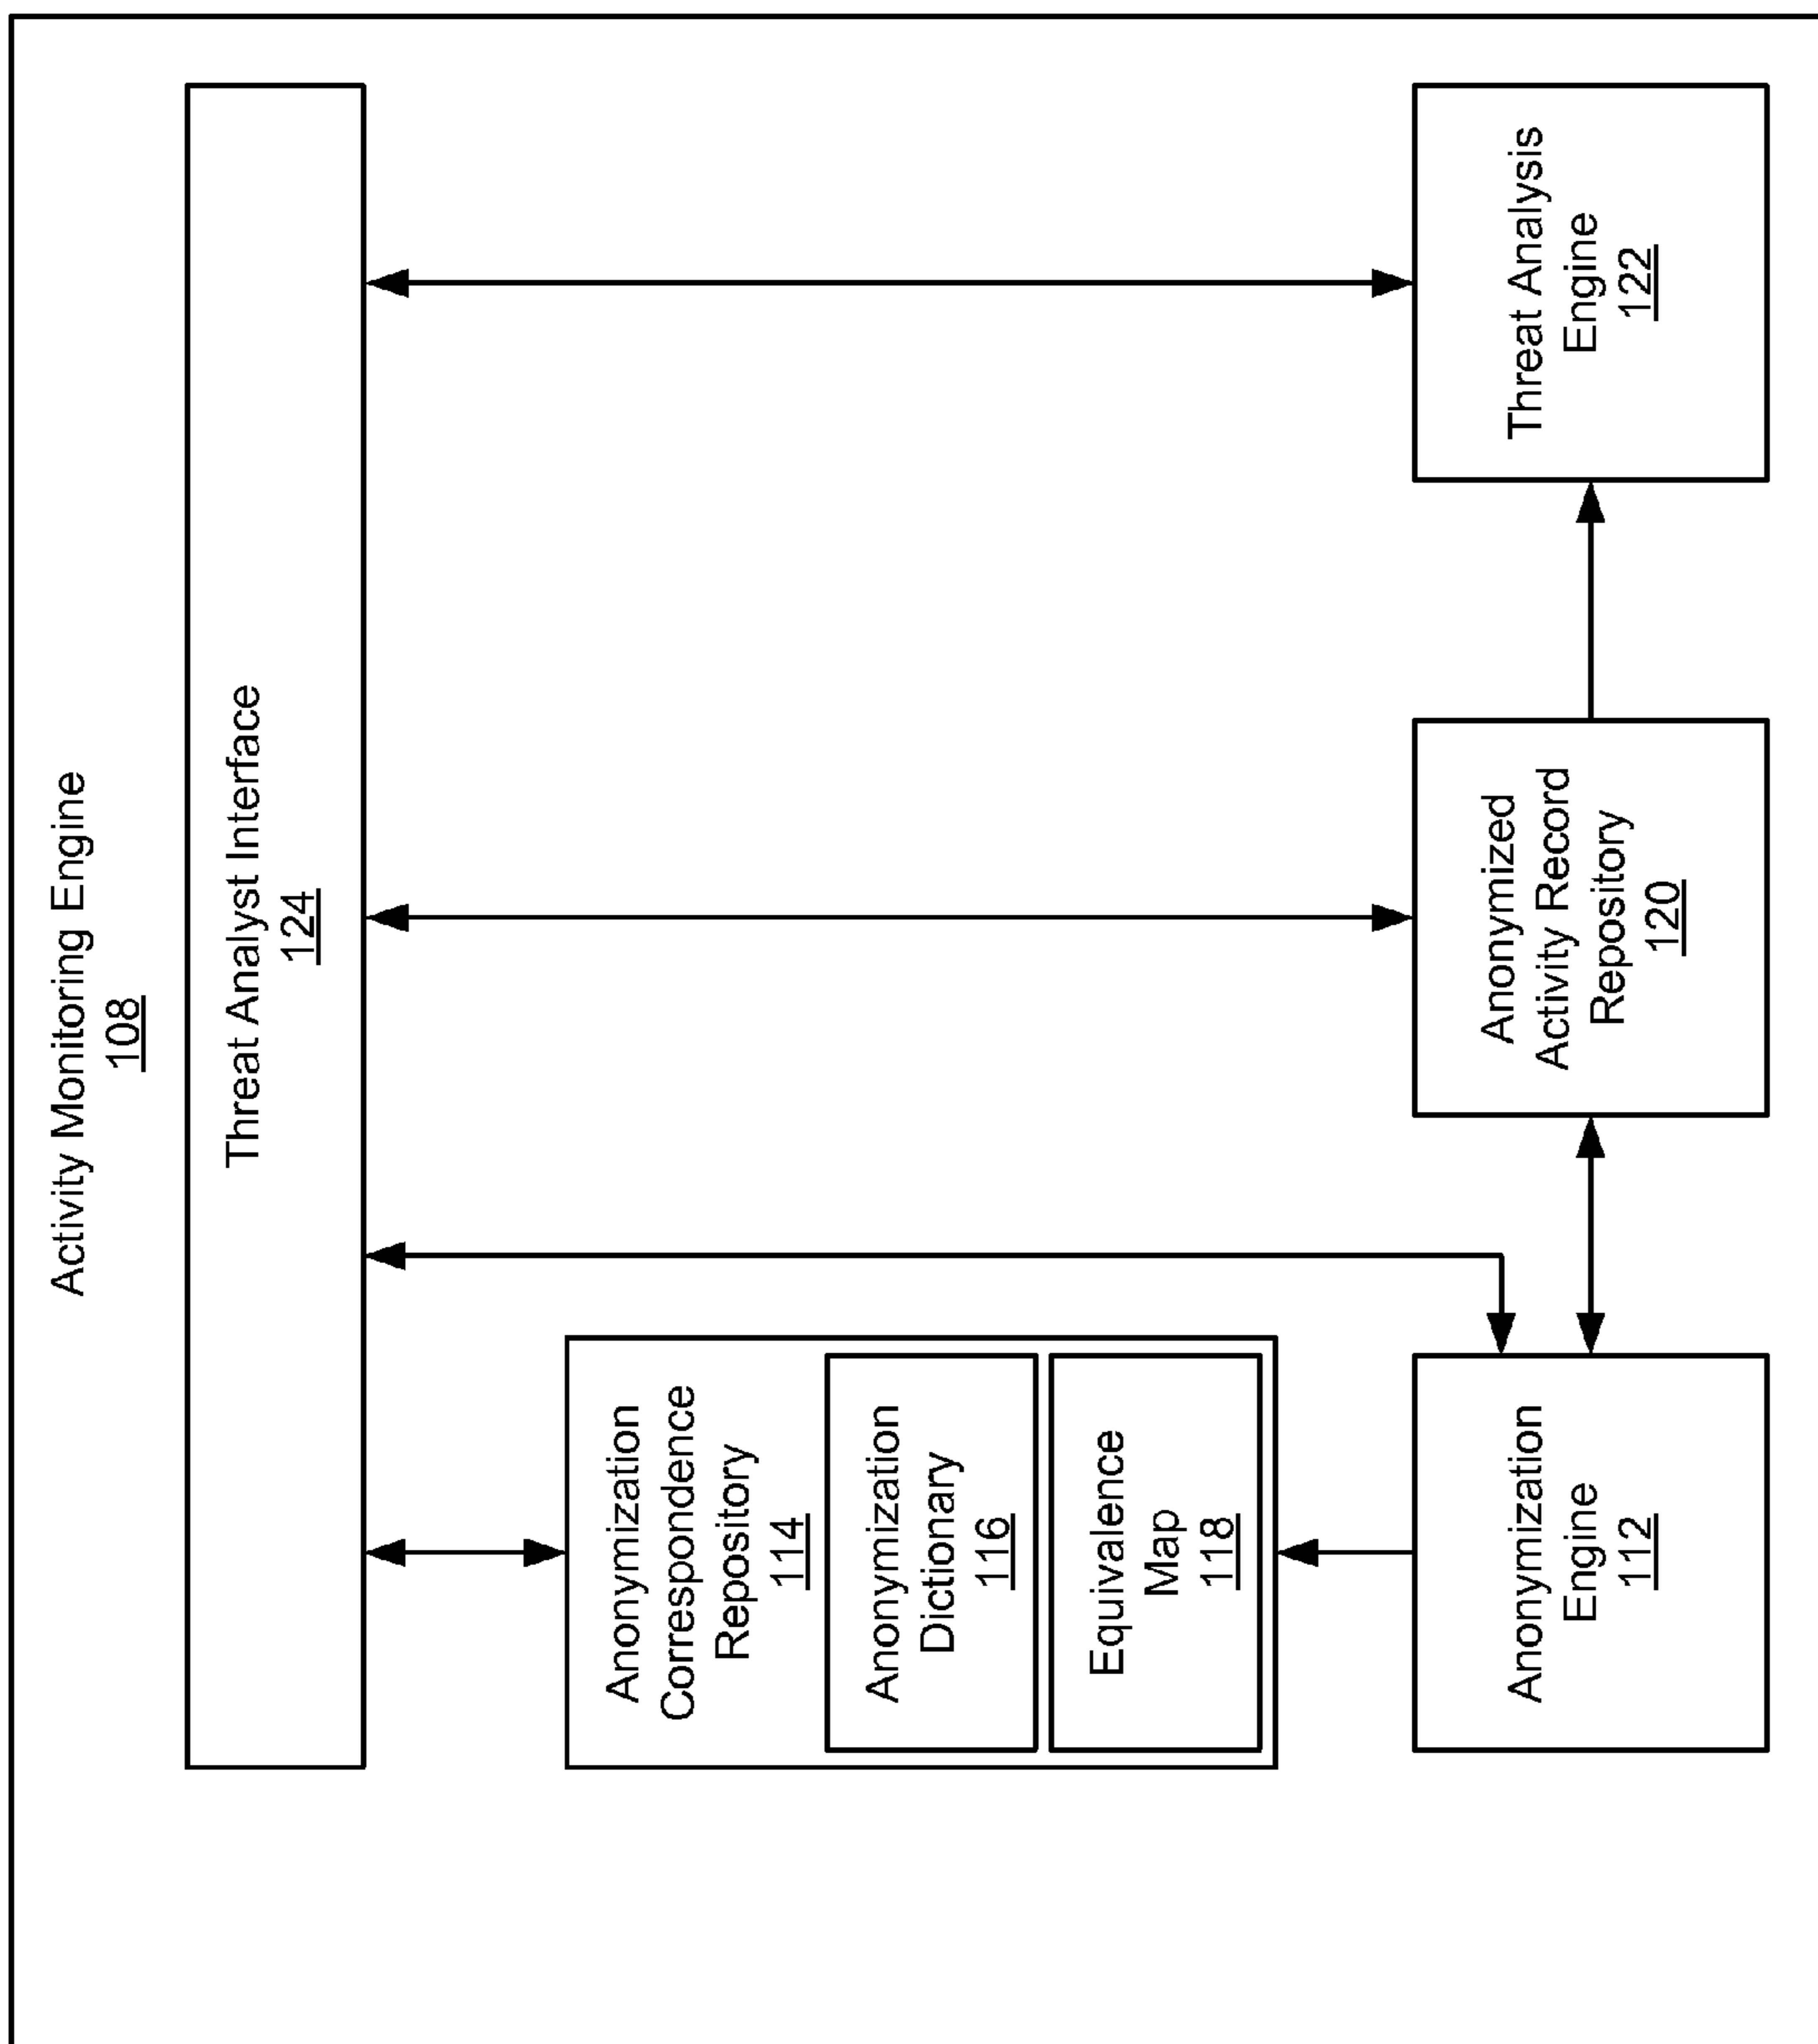 Activity Monitoring Engine
108
Threat Analyst Interface
124
Anonymization
Correspondence
Repository
114
Anonymization
Dictionary
116
Equivalence
Map
118
Anonymization
Engine
112
Anonymized
Activity Record
Repository
120
Threat Analysis
Engine
122